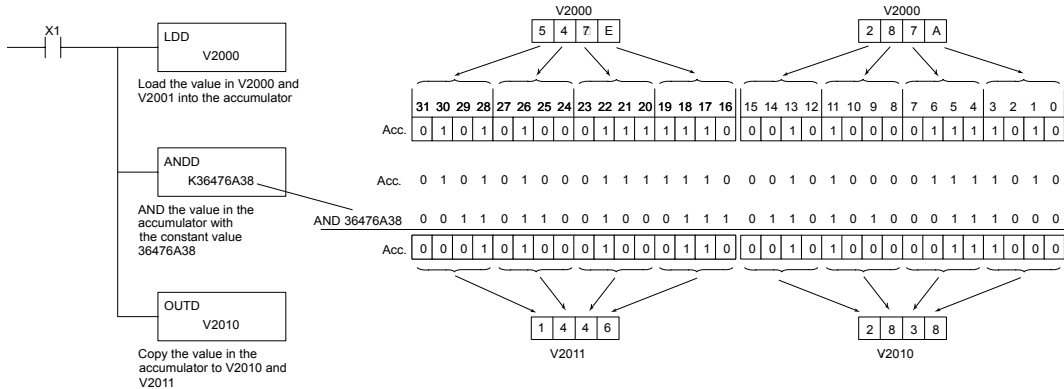 X1
LDD
V2000
Load the value in V2000 and
V2001 into the accumulator
ANDD
K36476A38
AND the value in the
accumulator with
the constant value
36476A38
OUTD
V2010
Copy the value in the
accumulator to V2010 and
V2011
V2000 V2000
5 4 7 E 2 8 7 A
31 30 29 28 27 26 25 24 23 22 21 20 19 18 17 16 15 14 13 12 11 10 9 8 7 6 5 4 3 2 1 0
Acc. 0 1 0 1 0 1 0 0 0 1 1 1 1 1 1 0 0 0 1 0 1 0 0 0 0 1 1 1 1 0 1 0
Acc. 0 1 0 1 0 1 0 0 0 1 1 1 1 1 1 0 0 0 1 0 1 0 0 0 0 1 1 1 1 0 1 0
AND 36476A38 0 0 1 1 0 1 1 0 0 1 0 0 0 1 1 1 0 1 1 0 1 0 1 0 0 0 1 1 1 0 0 0
Acc. 0 0 0 1 0 1 0 0 0 1 0 0 0 1 1 0 0 0 1 0 1 0 0 0 0 0 1 1 1 0 0 0
1 4 4 6 2 8 3 8
V2011 V2010